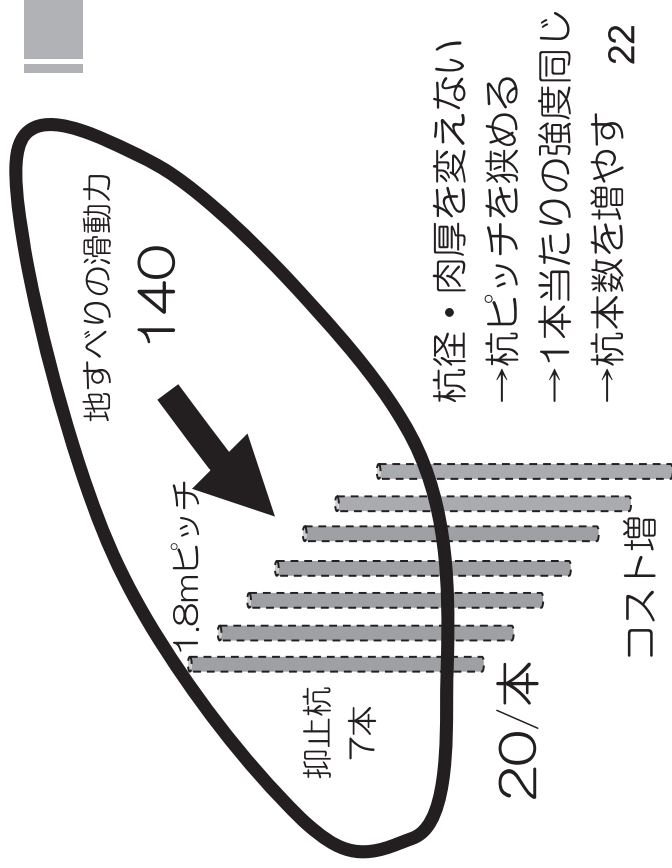 地すべりの滑動力
140
1.8mピッチ
抑止杭
7本
20/本
コスト増
杭径・肉厚を変えない
→杭ピッチを狭める
→1本当たりの強度同じ
→杭本数を増やす
22